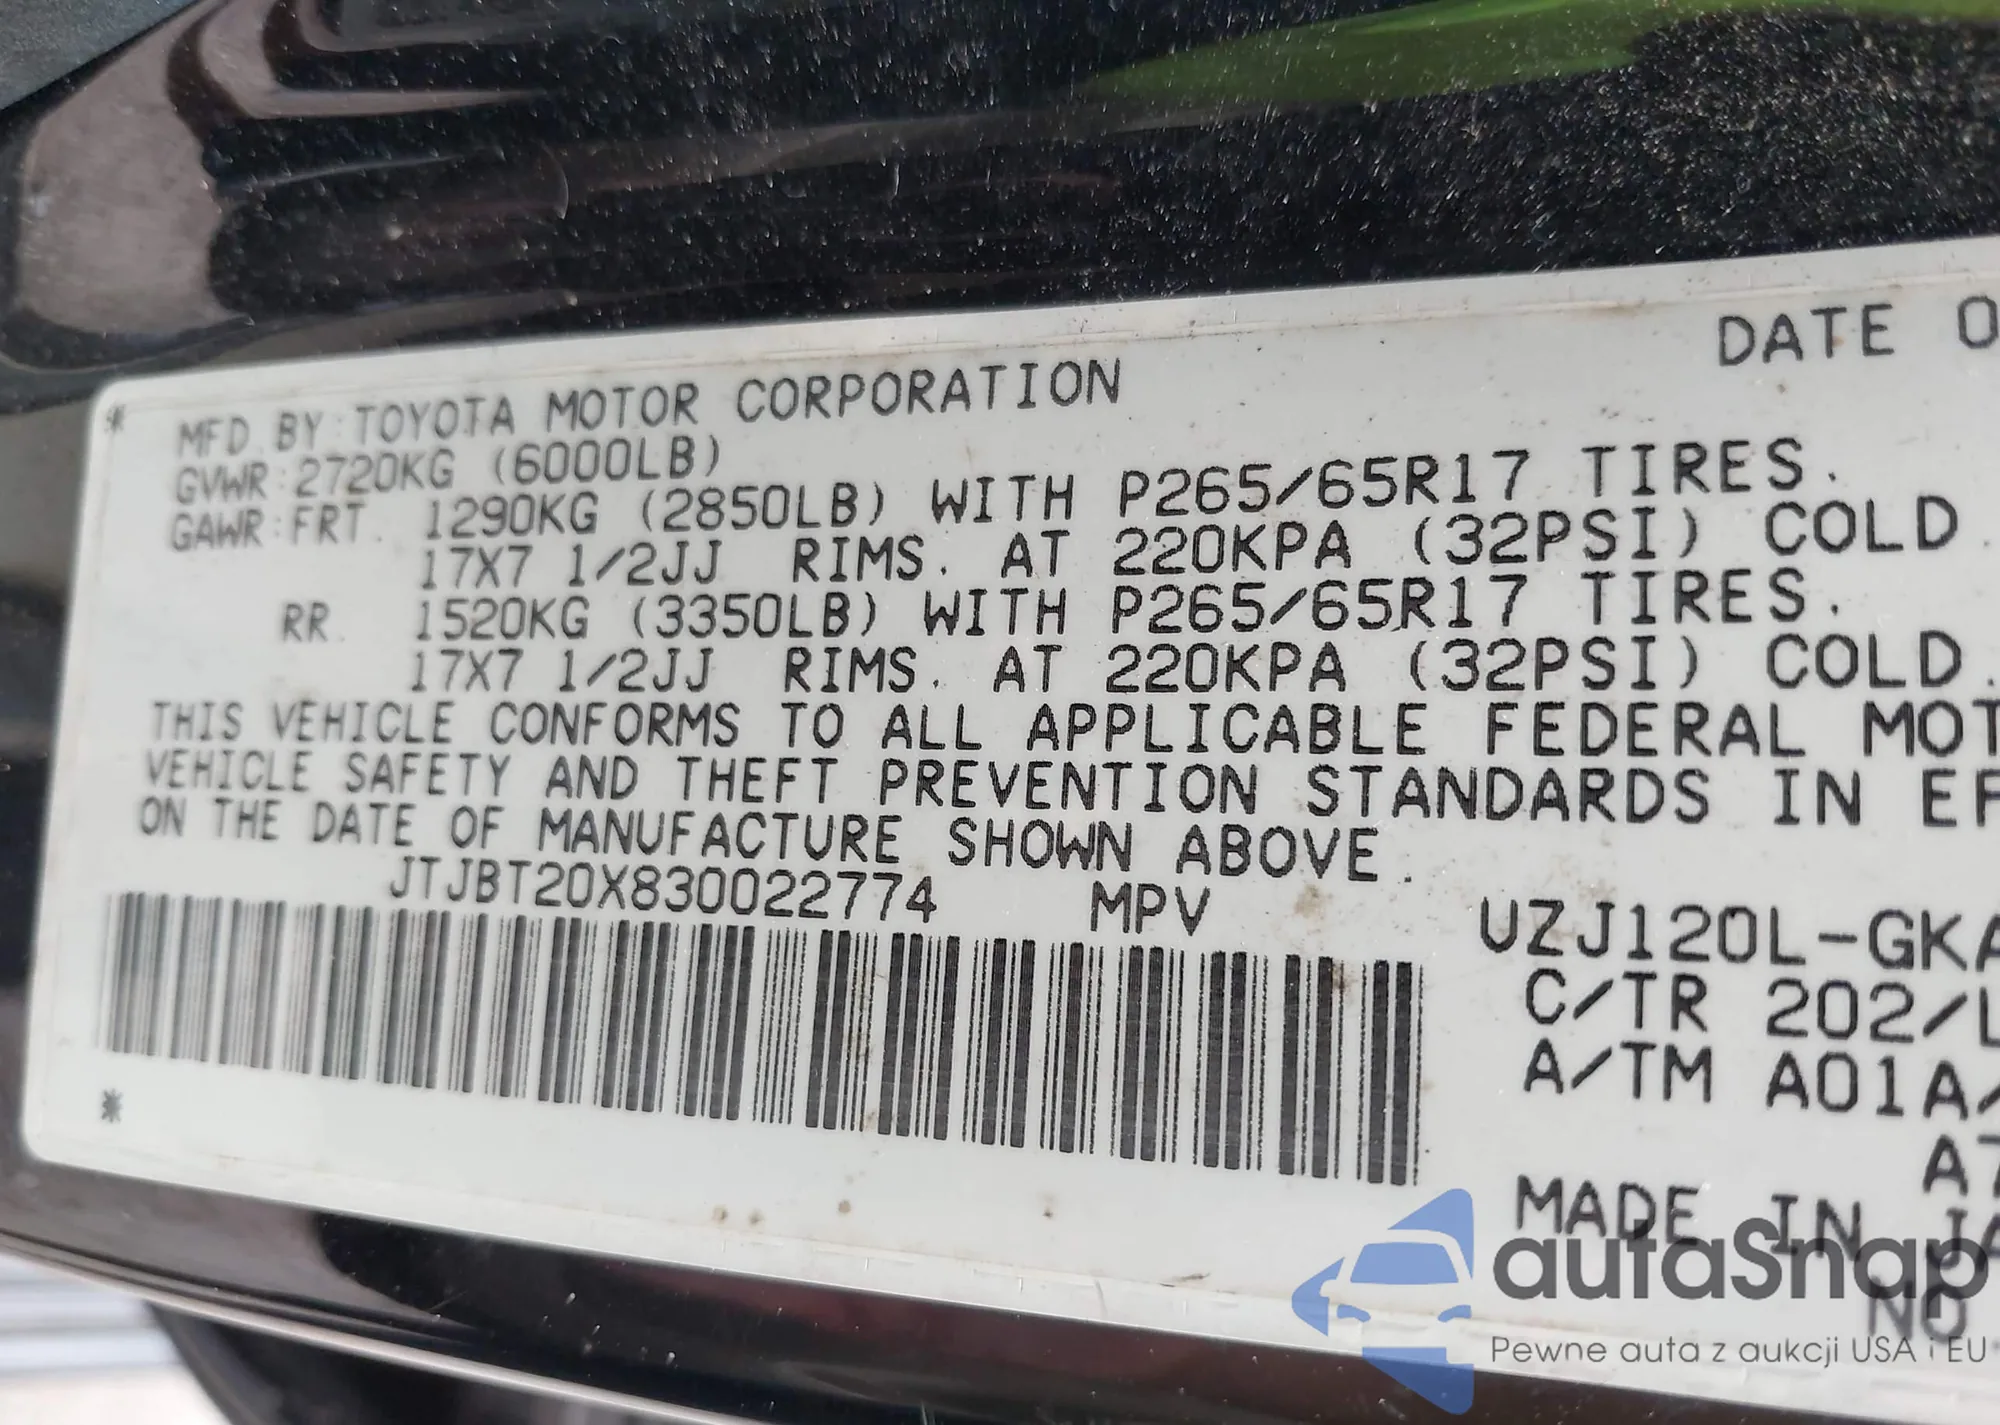 DATE 0
MFD BY:TOYOTA MOTOR CORPORATION
GVWR:2720KG (6000LB)
GAWR:FRT. 1290KG (2850LB) WITH P265/65R17 TIRES.
17X7 1/2JJ RIMS. AT 220KPA (32PSI) COLD.
RR. 1520KG (3350LB) WITH P265/65R17 TIRES.
17X7 1/2JJ RIMS. AT 220KPA (32PSI) COLD.
THIS VEHICLE CONFORMS TO ALL APPLICABLE FEDERAL MOT
VEHICLE SAFETY AND THEFT PREVENTION STANDARDS IN EF
ON THE DATE OF MANUFACTURE SHOWN ABOVE.
JTJBT20X830022774 MPV
UZJ120L-GKA
C/TR 202/L
A/TM A01A/
A7
MADE IN JA
NO
autaSnap
Pewne auta z aukcji USA i EU